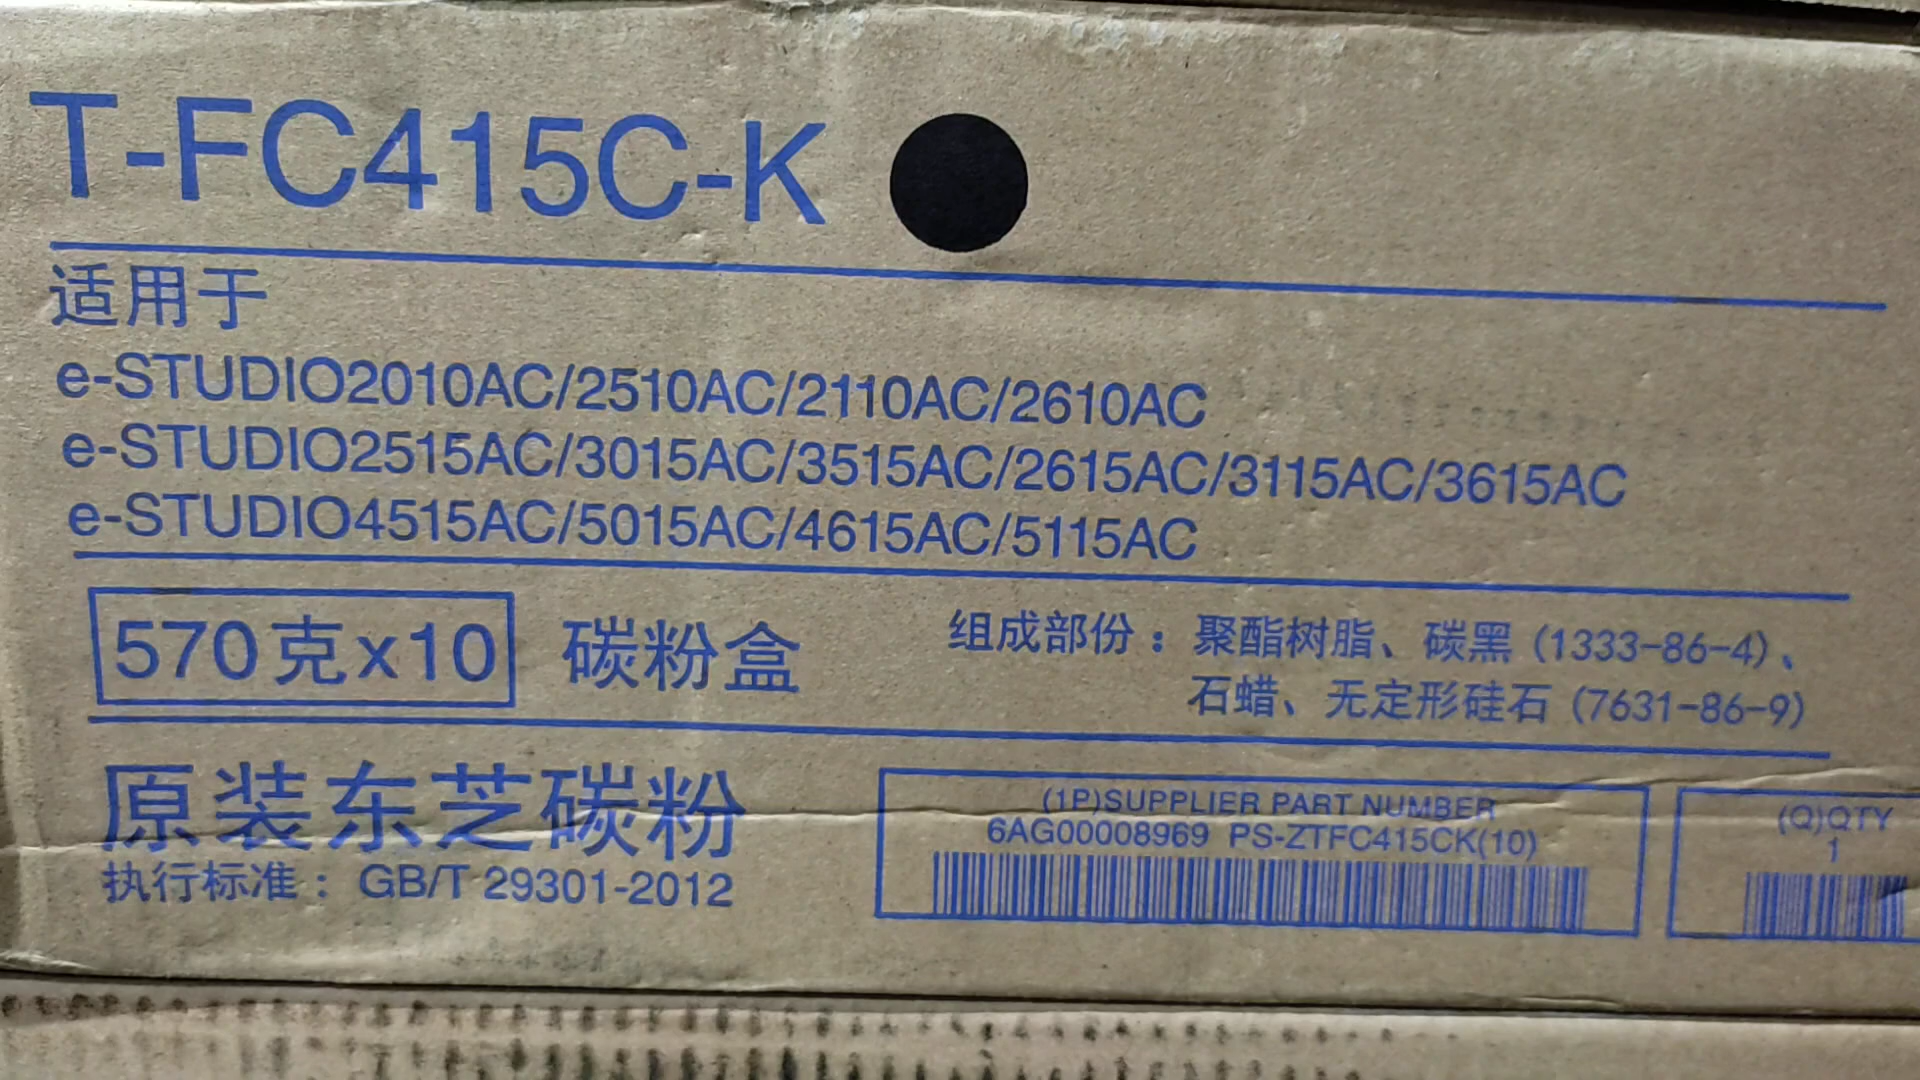 T-FC415C-K
适用于
e-STUDIO2010AC/2510AC/2110AC/2610AC
e-STUDIO2515AC/3015AC/3515AC/2615AC/3115AC/3615AC
e-STUDIO4515AC/5015AC/4615AC/5115AC
570克x10 碳粉盒
组成部份：聚酯树脂、碳黑 (1333-86-4)、
石蜡、无定形硅石 (7631-86-9)
原装东芝碳粉
执行标准：GB/T 29301-2012
(1P)SUPPLIER PART NUMBER
6AG00008969 PS-ZTFC415CK(10)
(Q)QTY
1